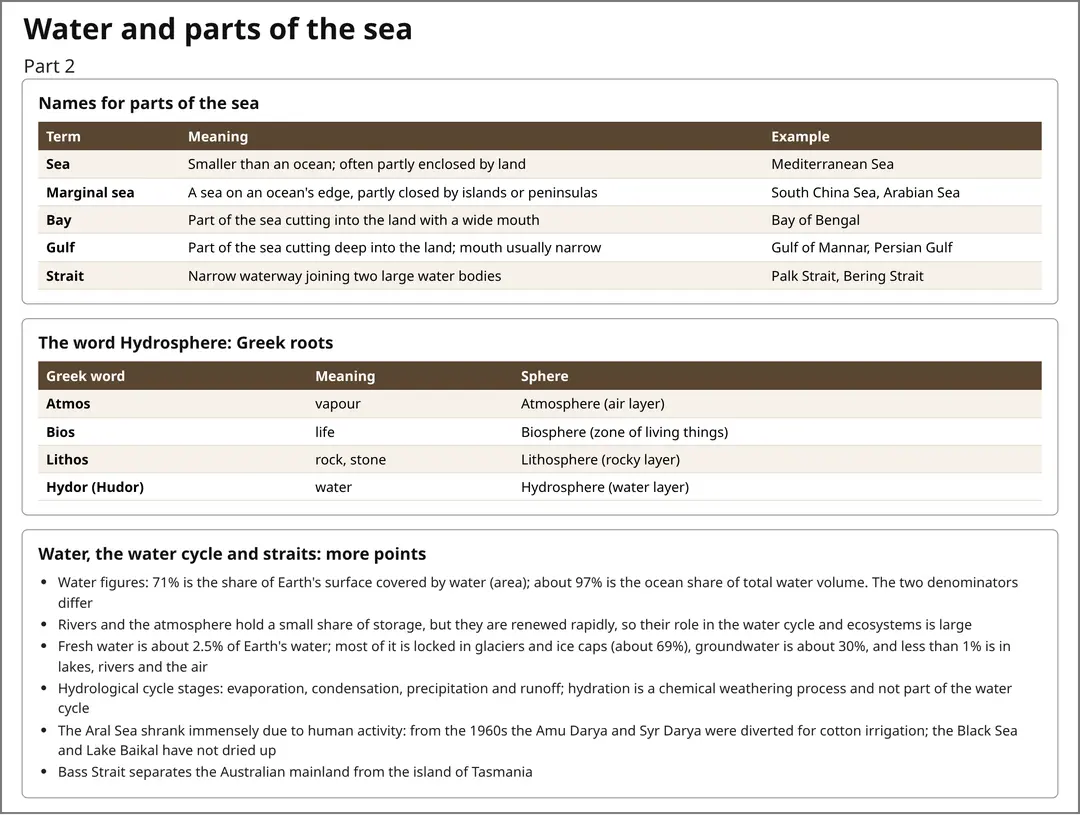 Water and parts of the sea
Part 2
Names for parts of the sea
Term Meaning Example
Sea Smaller than an ocean; often partly enclosed by land Mediterranean Sea
Marginal sea A sea on an ocean's edge, partly closed by islands or peninsulas South China Sea, Arabian Sea
Bay Part of the sea cutting into the land with a wide mouth Bay of Bengal
Gulf Part of the sea cutting deep into the land; mouth usually narrow Gulf of Mannar, Persian Gulf
Strait Narrow waterway joining two large water bodies Palk Strait, Bering Strait
The word Hydrosphere: Greek roots
Greek word Meaning Sphere
Atmos vapour Atmosphere (air layer)
Bios life Biosphere (zone of living things)
Lithos rock, stone Lithosphere (rocky layer)
Hydor (Hudor) water Hydrosphere (water layer)
Water, the water cycle and straits: more points
• Water figures: 71% is the share of Earth's surface covered by water (area); about 97% is the ocean share of total water volume. The two denominators
differ
• Rivers and the atmosphere hold a small share of storage, but they are renewed rapidly, so their role in the water cycle and ecosystems is large
• Fresh water is about 2.5% of Earth's water; most of it is locked in glaciers and ice caps (about 69%), groundwater is about 30%, and less than 1% is in
lakes, rivers and the air
• Hydrological cycle stages: evaporation, condensation, precipitation and runoff; hydration is a chemical weathering process and not part of the water
cycle
• The Aral Sea shrank immensely due to human activity: from the 1960s the Amu Darya and Syr Darya were diverted for cotton irrigation; the Black Sea
and Lake Baikal have not dried up
• Bass Strait separates the Australian mainland from the island of Tasmania